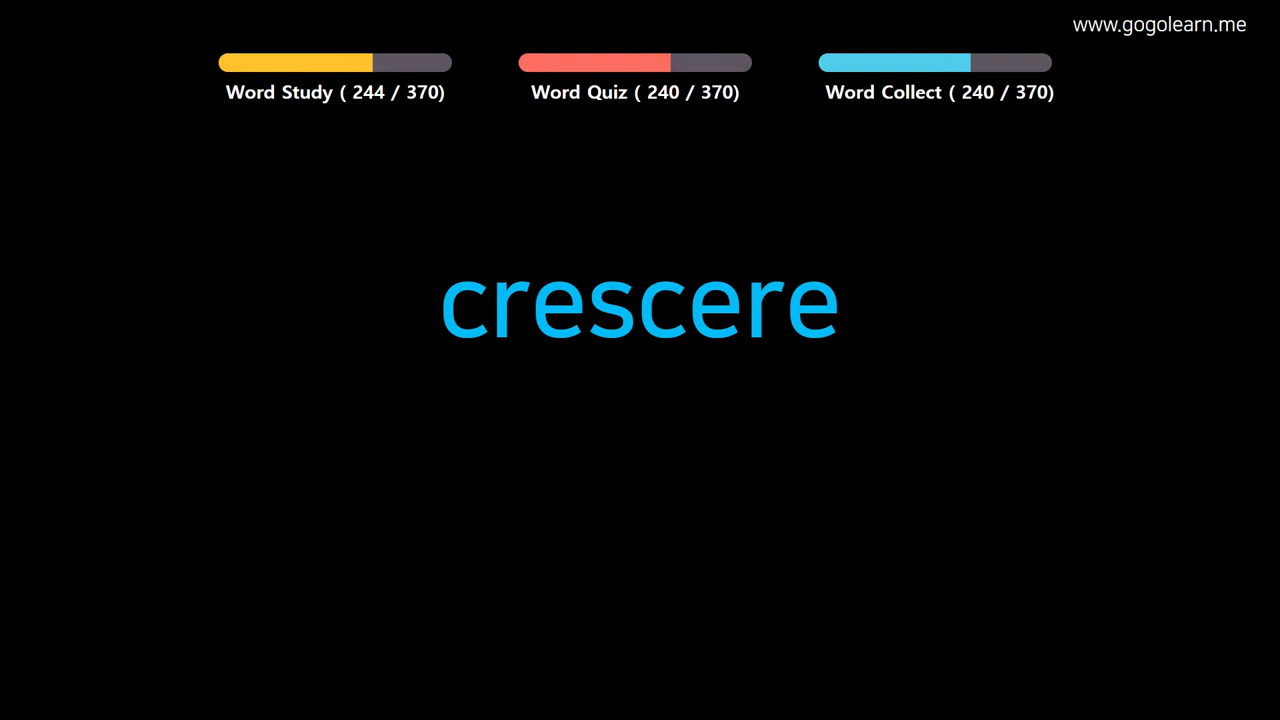 www.gogolearn.me
Word Study ( 244 / 370)
Word Quiz ( 240 / 370)
Word Collect ( 240 / 370)
crescere